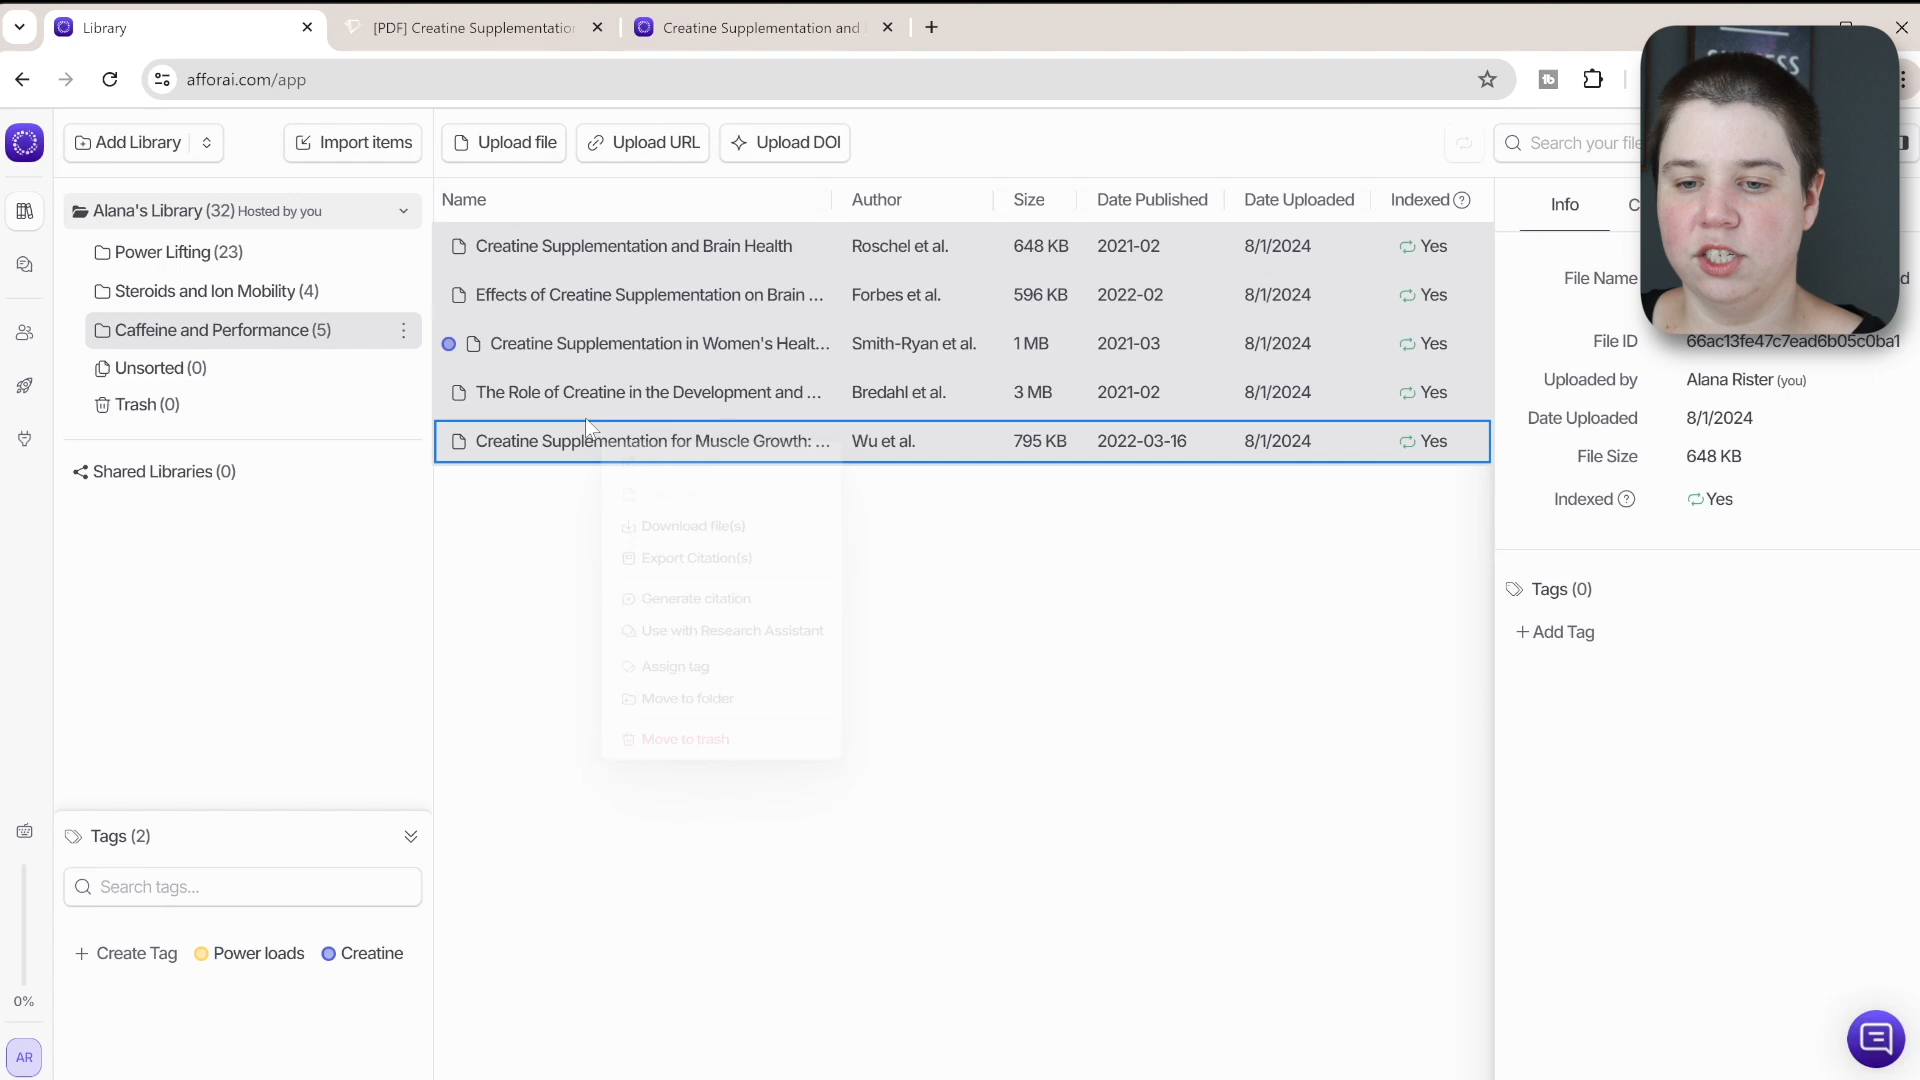 Library
[PDF] Creatine Supplementation
Creatine Supplementation and
afforai.com/app
Add Library
Import items
Upload file
Upload URL
Upload DOI
Search your file
Alana's Library (32) Hosted by you
Power Lifting (23)
Steroids and Ion Mobility (4)
Caffeine and Performance (5)
Unsorted (0)
Trash (0)
Shared Libraries (0)
Name Author Size Date Published Date Uploaded Indexed
Creatine Supplementation and Brain Health Roschel et al. 648 KB 2021-02 8/1/2024 Yes
Effects of Creatine Supplementation on Brain ... Forbes et al. 596 KB 2022-02 8/1/2024 Yes
Creatine Supplementation in Women's Healt... Smith-Ryan et al. 1 MB 2021-03 8/1/2024 Yes
The Role of Creatine in the Development and ... Bredahl et al. 3 MB 2021-02 8/1/2024 Yes
Creatine Supplementation for Muscle Growth: ... Wu et al. 795 KB 2022-03-16 8/1/2024 Yes
Download file(s)
Export Citation(s)
Generate citation
Use with Research Assistant
Assign tag
Move to folder
Move to trash
Info
File Name
File ID 66ac13fe47c7ead6b05c0ba1
Uploaded by Alana Rister (you)
Date Uploaded 8/1/2024
File Size 648 KB
Indexed Yes
Tags (0)
+ Add Tag
Tags (2)
Search tags...
+ Create Tag Power loads Creatine
0%
AR